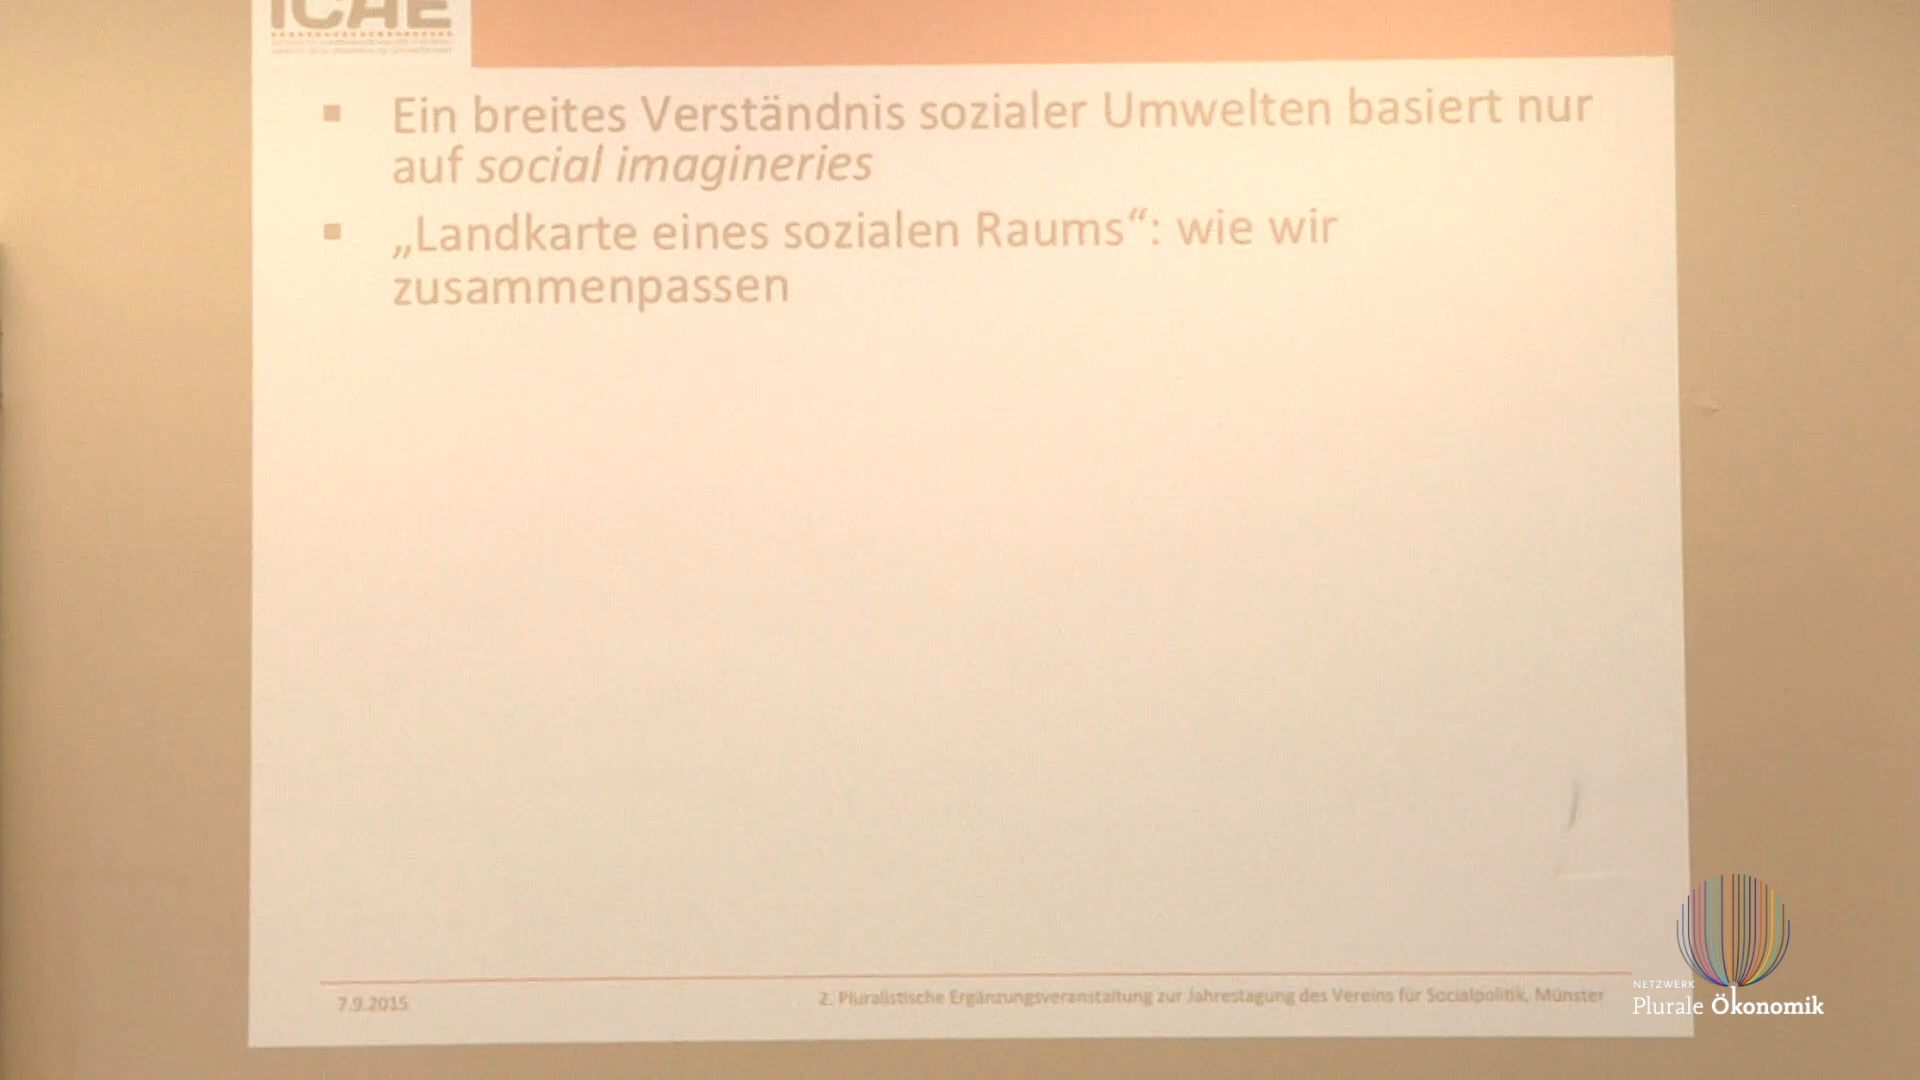 ICAE
▪ Ein breites Verständnis sozialer Umwelten basiert nur
auf social imagineries
▪ „Landkarte eines sozialen Raums“: wie wir
zusammenpassen
7.9.2015
2. Pluralistische Ergänzungsveranstaltung zur Jahrestagung des Vereins für Socialpolitik, Münster
NETZWERK
Plurale Ökonomik